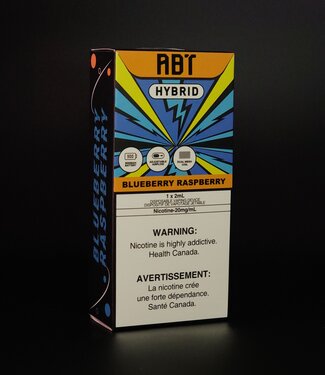 ABT
HYBRID
BLUEBERRY RASPBERRY
1 x 2mL
Nicotine-20mg/mL
WARNING:
Nicotine is highly addictive.
Health Canada.
AVERTISSEMENT:
La nicotine crée
une forte dépendance.
Santé Canada.
BLUEBERRY
RASPBERRY